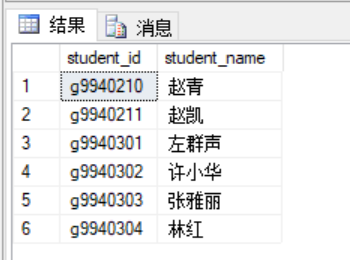 结果 消息
student_id student_name
1 g9940210 赵青
2 g9940211 赵凯
3 g9940301 左群声
4 g9940302 许小华
5 g9940303 张雅丽
6 g9940304 林红